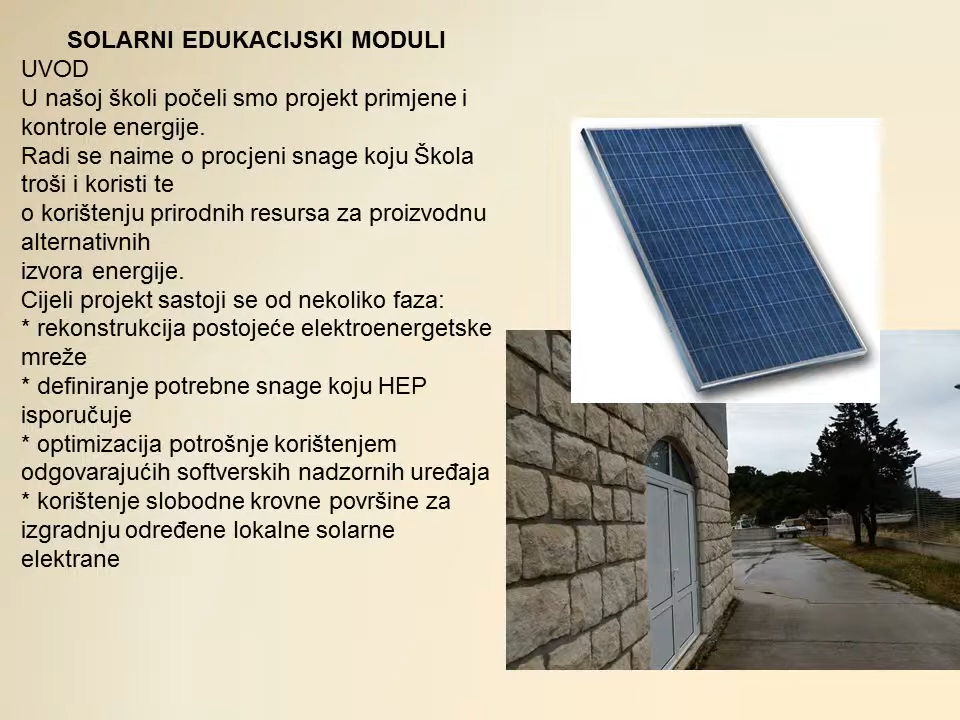 SOLARNI EDUKACIJSKI MODULI
UVOD
U našoj školi počeli smo projekt primjene i
kontrole energije.
Radi se naime o procjeni snage koju Škola
troši i koristi te
o korištenju prirodnih resursa za proizvodnu
alternativnih
izvora energije.
Cijeli projekt sastoji se od nekoliko faza:
* rekonstrukcija postojeće elektroenergetske
mreže
* definiranje potrebne snage koju HEP
isporučuje
* optimizacija potrošnje korištenjem
odgovarajućih softverskih nadzornih uređaja
* korištenje slobodne krovne površine za
izgradnju određene lokalne solarne
elektrane